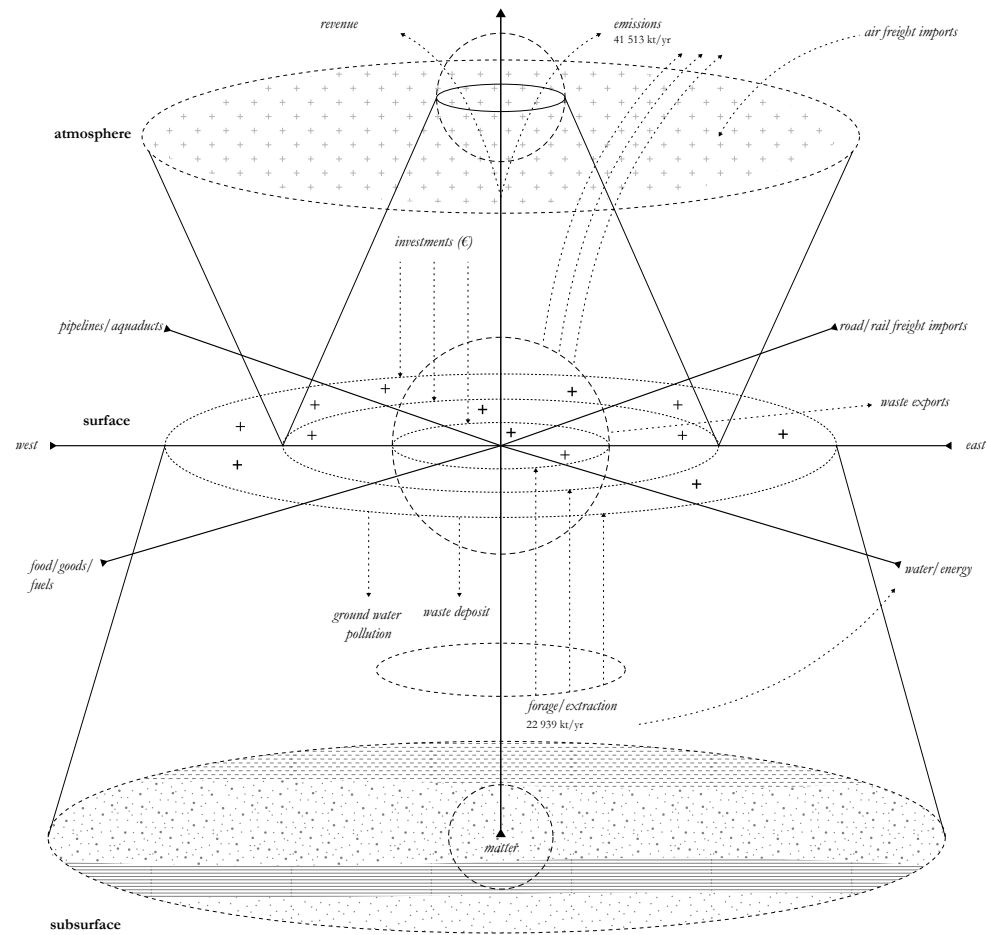 revenue
emissions
41 513 kt/yr
air freight imports
atmosphere
investments (€)
pipelines/aquaducts
road/rail freight imports
waste exports
surface
west
east
food/goods/
fuels
water/energy
ground water
pollution
waste deposit
forage/extraction
22 939 kt/yr
matter
subsurface